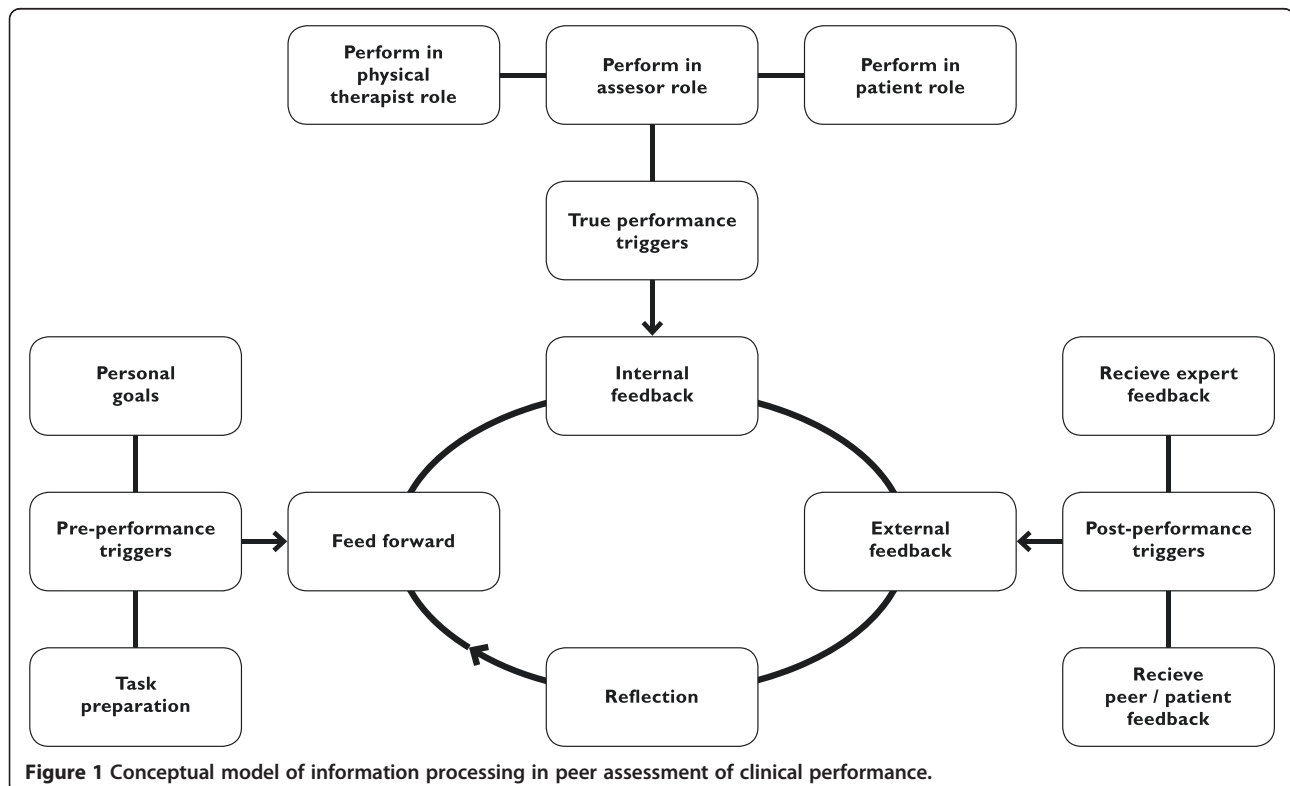 Perform in
physical
therapist role
Perform in
assesor role
Perform in
patient role
True performance
triggers
Personal
goals
Internal
feedback
Recieve expert
feedback
Pre-performance
triggers
Feed forward
External
feedback
Post-performance
triggers
Task
preparation
Reflection
Recieve
peer / patient
feedback
Figure 1 Conceptual model of information processing in peer assessment of clinical performance.